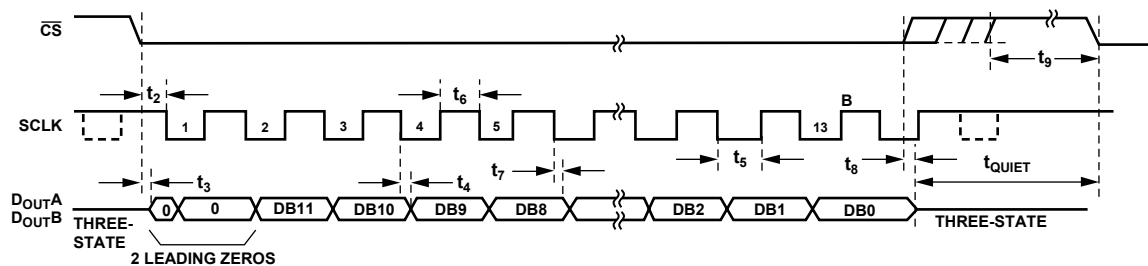 CS
t9
t2
t6
B
SCLK
1 2 3 4 5 13
t3
t4
t7
t5
t8
tQUIET
DOUTA
DOUTB
0 0 DB11 DB10 DB9 DB8 DB2 DB1 DB0
THREE-
STATE
THREE-STATE
2 LEADING ZEROS